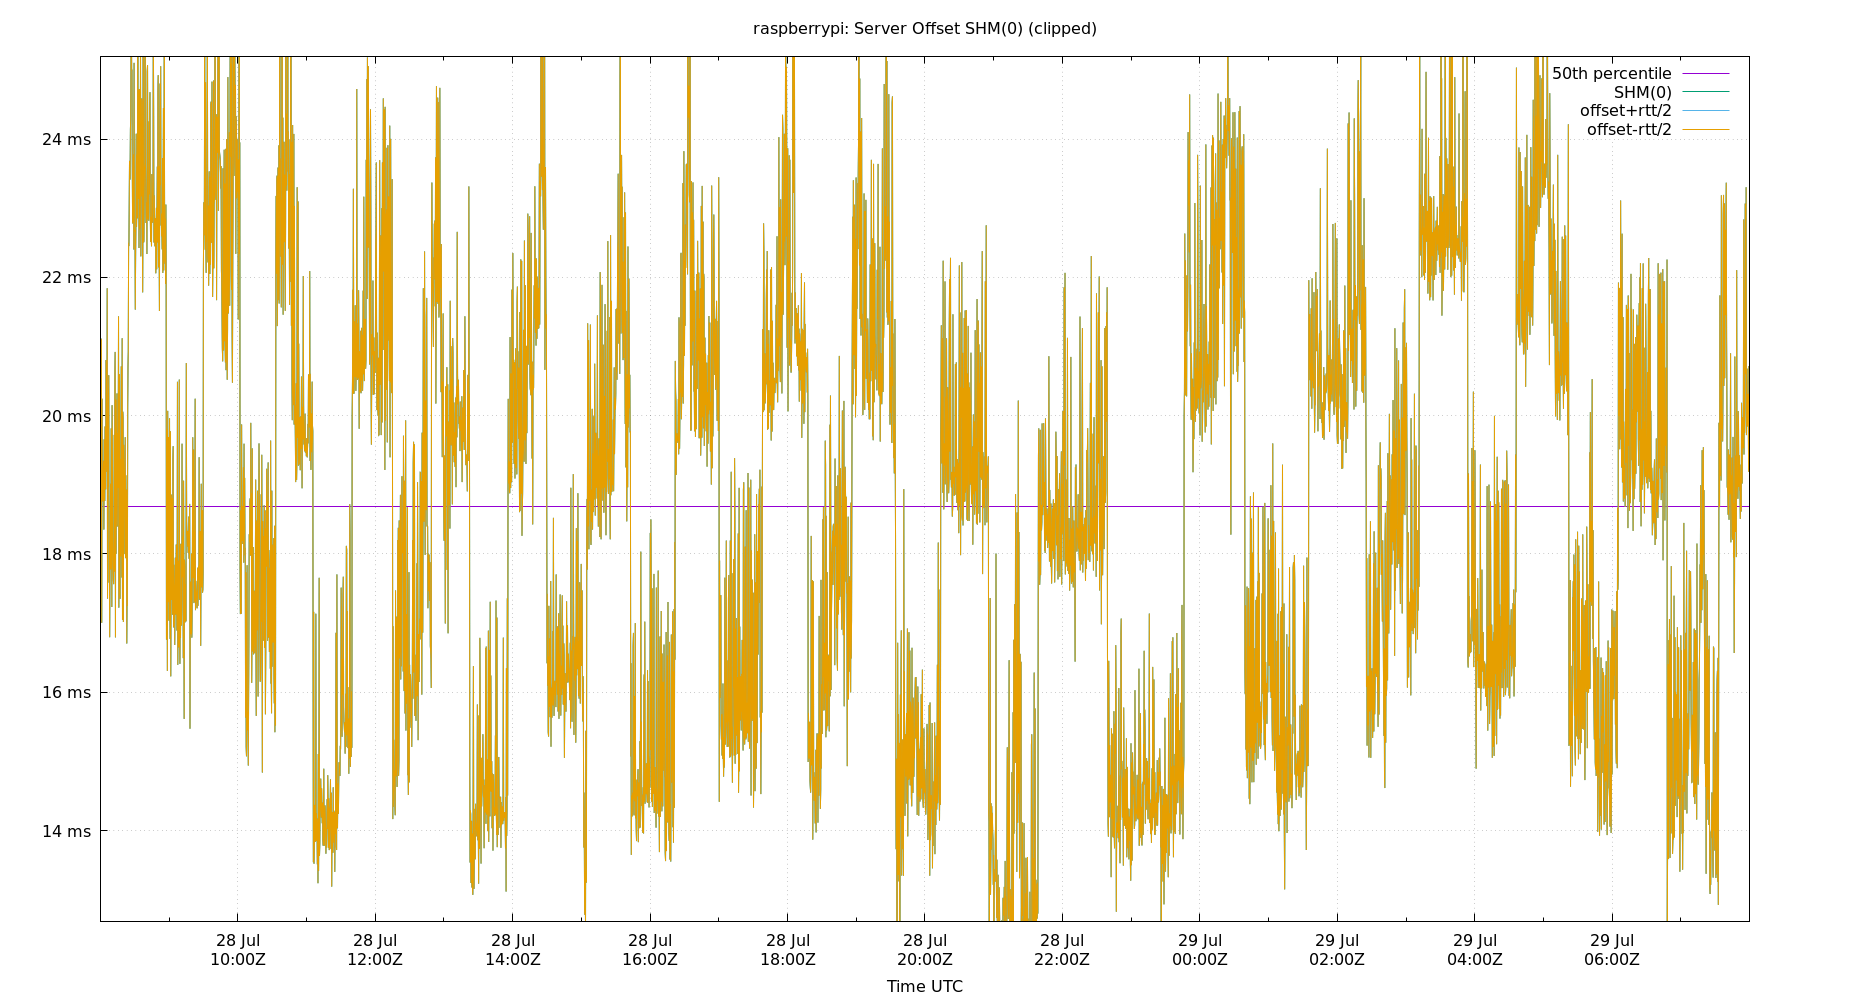 raspberrypi: Server Offset SHM(0) (clipped)
50th percentile
SHM(0)
offset+rtt/2
offset-rtt/2
24 ms
22 ms
20 ms
18 ms
16 ms
14 ms
28 Jul 28 Jul 28 Jul 28 Jul 28 Jul 28 Jul 28 Jul 29 Jul 29 Jul 29 Jul 29 Jul
10:00Z 12:00Z 14:00Z 16:00Z 18:00Z 20:00Z 22:00Z 00:00Z 02:00Z 04:00Z 06:00Z
Time UTC